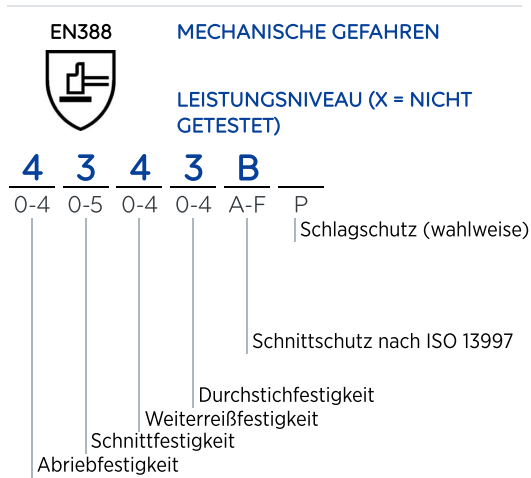 EN388
MECHANISCHE GEFAHREN
LEISTUNGSNIVEAU (X = NICHT
GETESTET)
4 3 4 3 B
0-4 0-5 0-4 0-4 A-F P
Schlagschutz (wahlweise)
Schnittschutz nach ISO 13997
Durchstichfestigkeit
Weiterreißfestigkeit
Schnittfestigkeit
Abriebfestigkeit